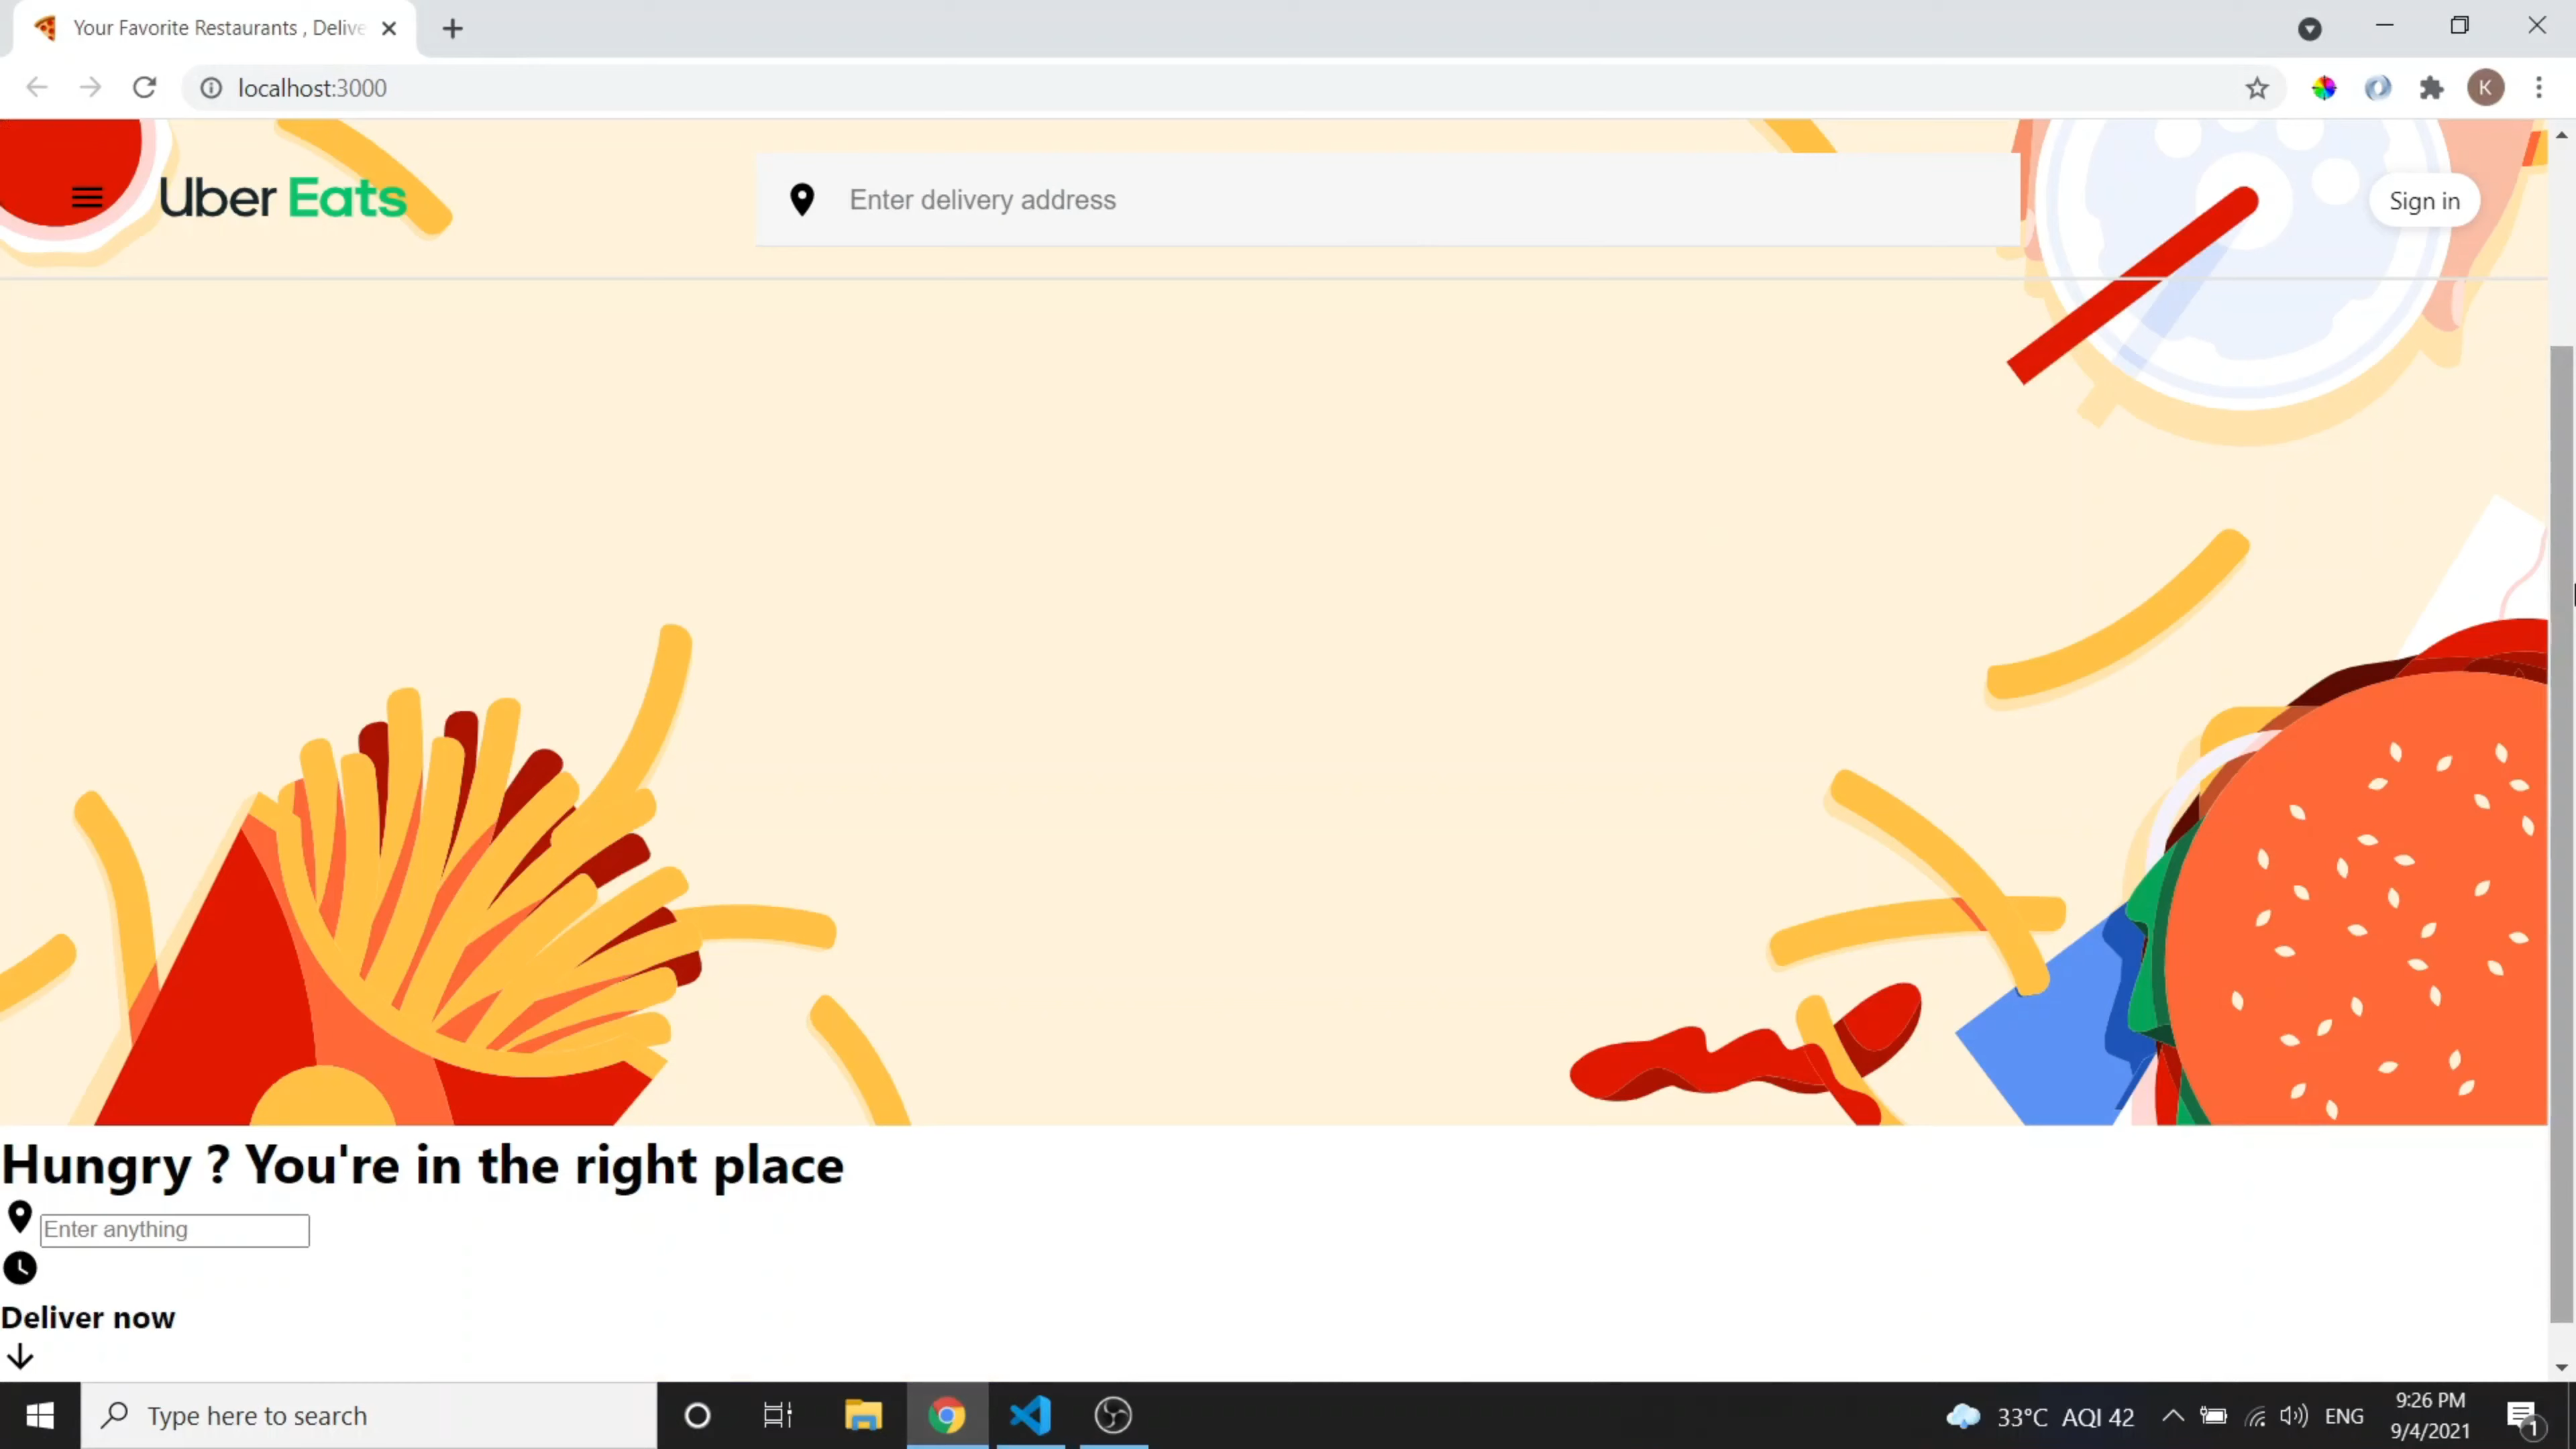 Your Favorite Restaurants , Delive
localhost:3000
K
Uber Eats
Enter delivery address
Sign in
Hungry ? You're in the right place
Enter anything
Deliver now
Type here to search
33°C AQI 42
ENG
9:26 PM
9/4/2021
1